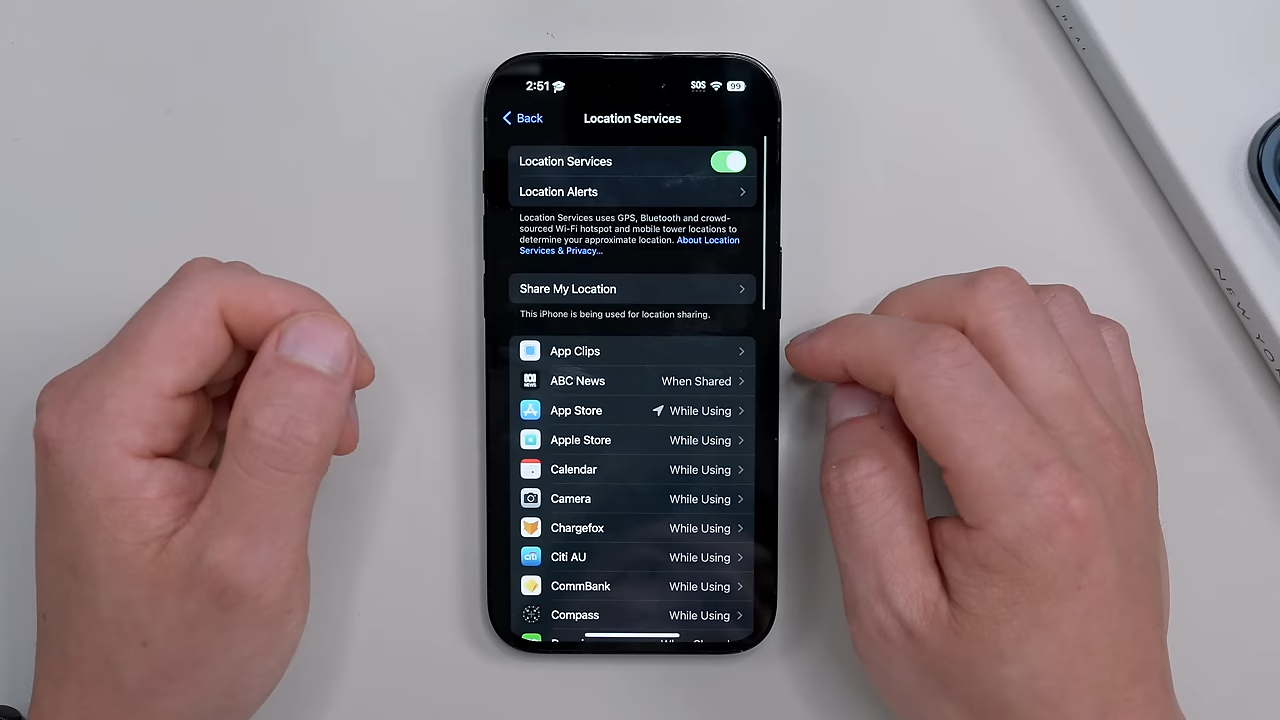 2:51 SOS 99
Back Location Services
Location Services
Location Alerts
Location Services uses GPS, Bluetooth and crowd-
sourced Wi-Fi hotspot and mobile tower locations to
determine your approximate location. About Location
Services & Privacy...
Share My Location
This iPhone is being used for location sharing.
App Clips
ABC News When Shared
App Store While Using
Apple Store While Using
Calendar While Using
Camera While Using
Chargefox While Using
citi Citi AU While Using
CommBank While Using
Compass While Using
NEW YO